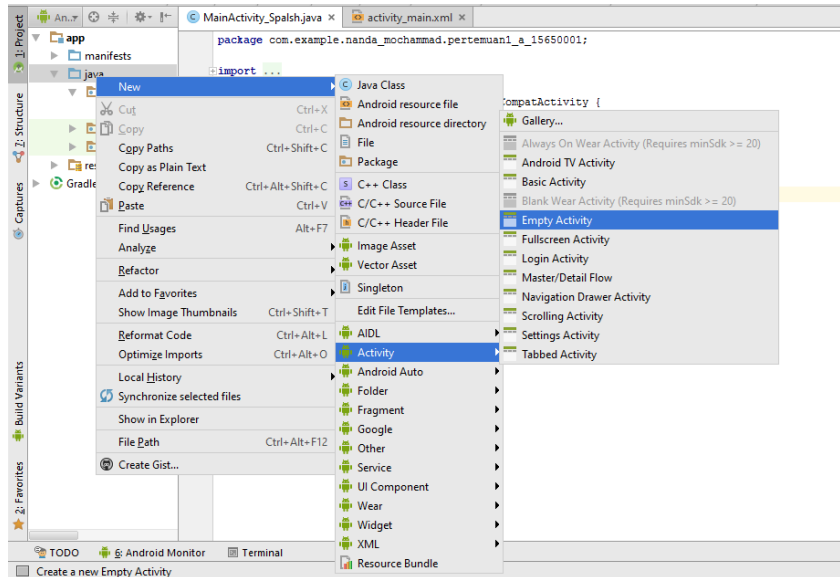 An..
MainActivity_Spalsh.java ×
activity_main.xml ×
1: Project
Z: Structure
Captures
Build Variants
2: Favorites
app
manifests
java
res
Gradle
package com.example.nanda_mochammad.pertemuan1_a_15650001;
import ...
CompatActivity {
New
Cut Ctrl+X
Copy Ctrl+C
Copy Paths Ctrl+Shift+C
Copy as Plain Text
Copy Reference Ctrl+Alt+Shift+C
Paste Ctrl+V
Find Usages Alt+F7
Analyze
Refactor
Add to Favorites
Show Image Thumbnails Ctrl+Shift+T
Reformat Code Ctrl+Alt+L
Optimize Imports Ctrl+Alt+O
Local History
Synchronize selected files
Show in Explorer
File Path Ctrl+Alt+F12
Create Gist...
Java Class
Android resource file
Android resource directory
File
Package
C++ Class
C/C++ Source File
C/C++ Header File
Image Asset
Vector Asset
Singleton
Edit File Templates...
AIDL
Activity
Android Auto
Folder
Fragment
Google
Other
Service
UI Component
Wear
Widget
XML
Resource Bundle
Gallery...
Always On Wear Activity (Requires minSdk >= 20)
Android TV Activity
Basic Activity
Blank Wear Activity (Requires minSdk >= 20)
Empty Activity
Fullscreen Activity
Login Activity
Master/Detail Flow
Navigation Drawer Activity
Scrolling Activity
Settings Activity
Tabbed Activity
TODO
6: Android Monitor
Terminal
Create a new Empty Activity